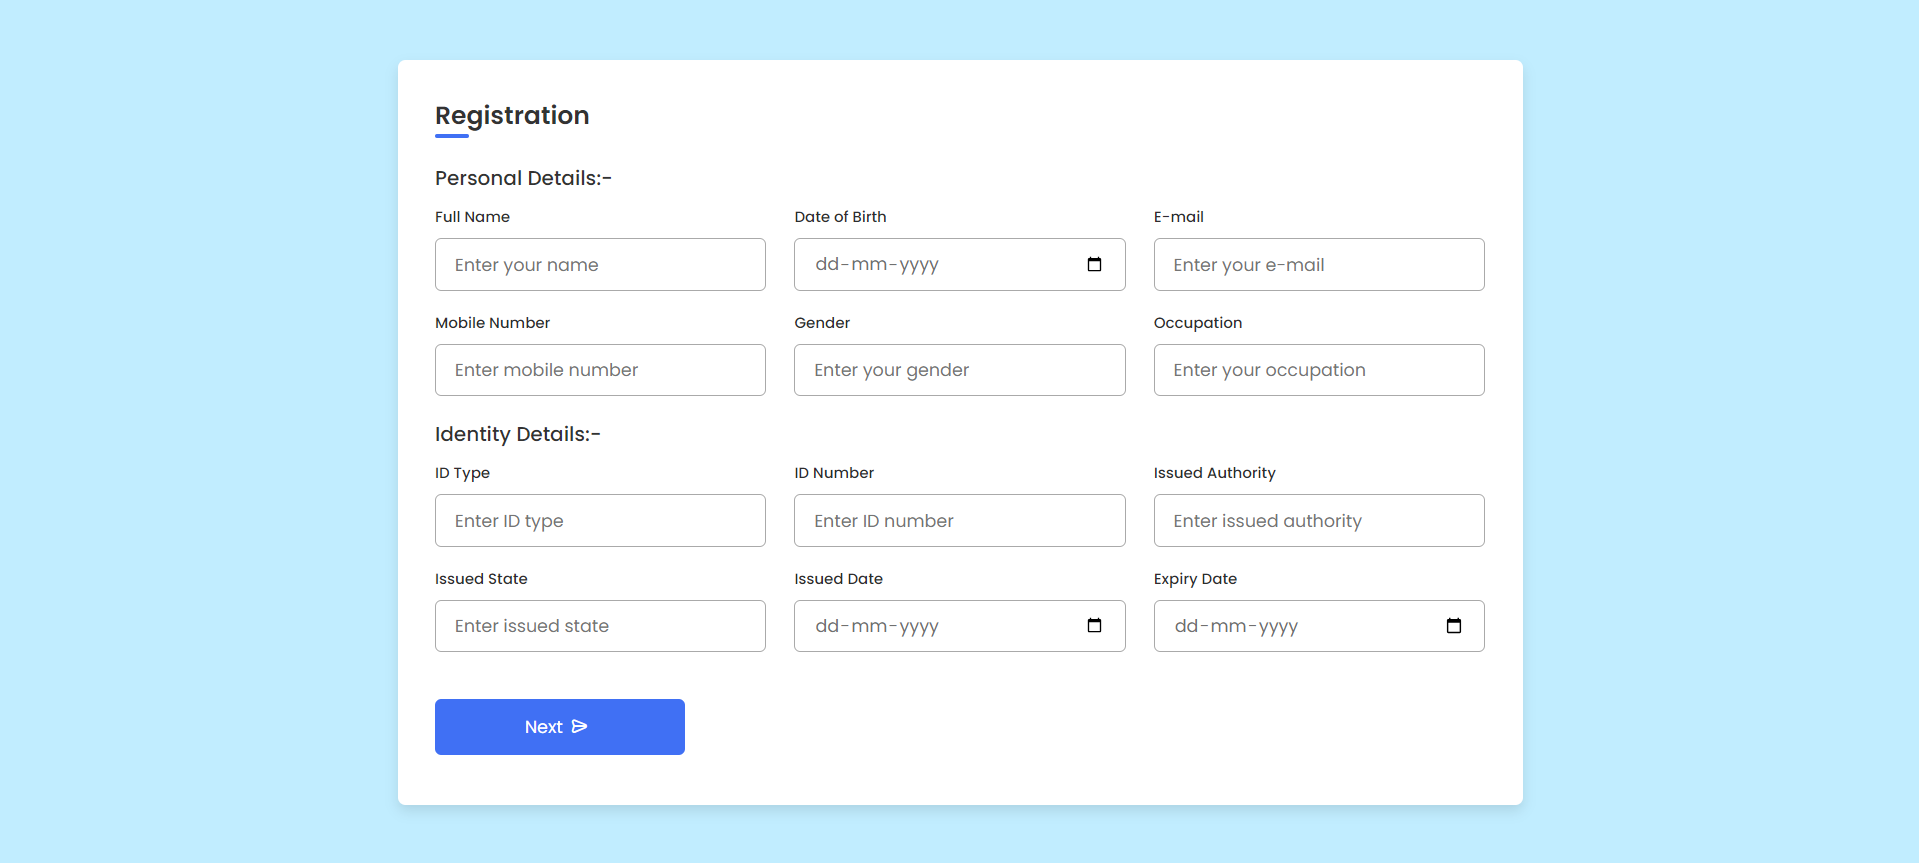 Registration
Personal Details:-
Full Name Date of Birth E-mail
Enter your name dd-mm-yyyy Enter your e-mail
Mobile Number Gender Occupation
Enter mobile number Enter your gender Enter your occupation
Identity Details:-
ID Type ID Number Issued Authority
Enter ID type Enter ID number Enter issued authority
Issued State Issued Date Expiry Date
Enter issued state dd-mm-yyyy dd-mm-yyyy
Next